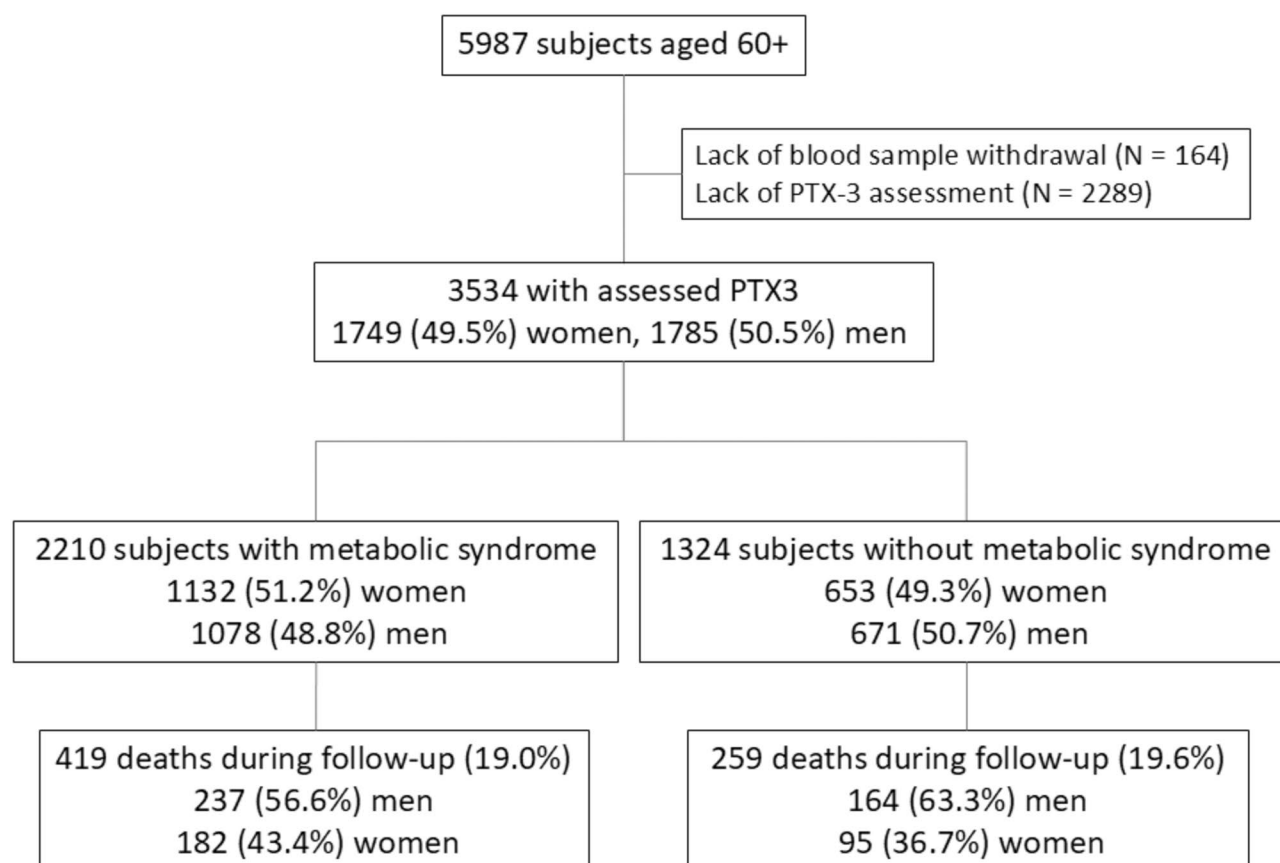 5987 subjects aged 60+
Lack of blood sample withdrawal (N = 164)
Lack of PTX-3 assessment (N = 2289)
3534 with assessed PTX3
1749 (49.5%) women, 1785 (50.5%) men
2210 subjects with metabolic syndrome
1132 (51.2%) women
1078 (48.8%) men
1324 subjects without metabolic syndrome
653 (49.3%) women
671 (50.7%) men
419 deaths during follow-up (19.0%)
237 (56.6%) men
182 (43.4%) women
259 deaths during follow-up (19.6%)
164 (63.3%) men
95 (36.7%) women